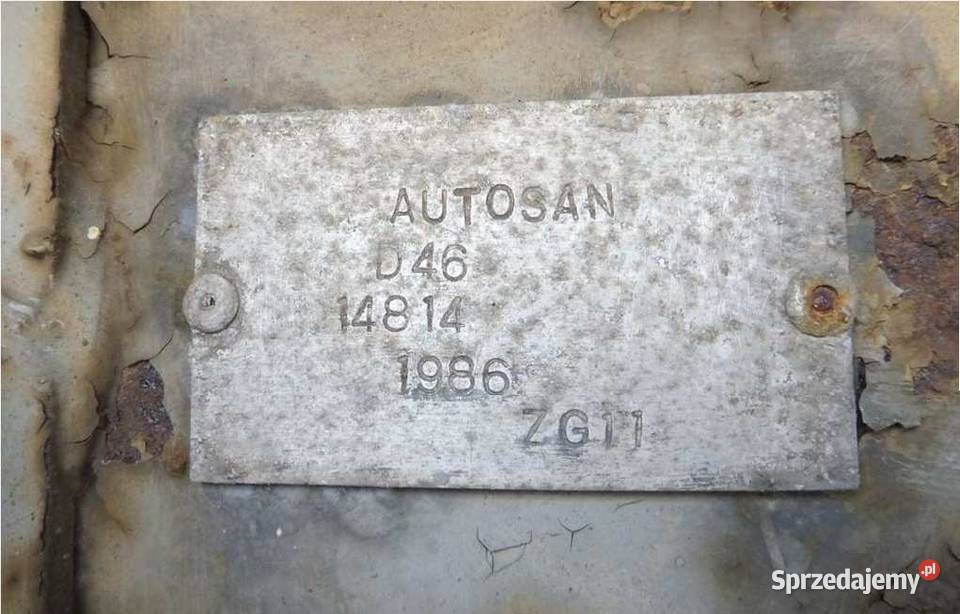 AUTOSAN
D46
14814
1986
ZG11
Sprzedajemy.pl